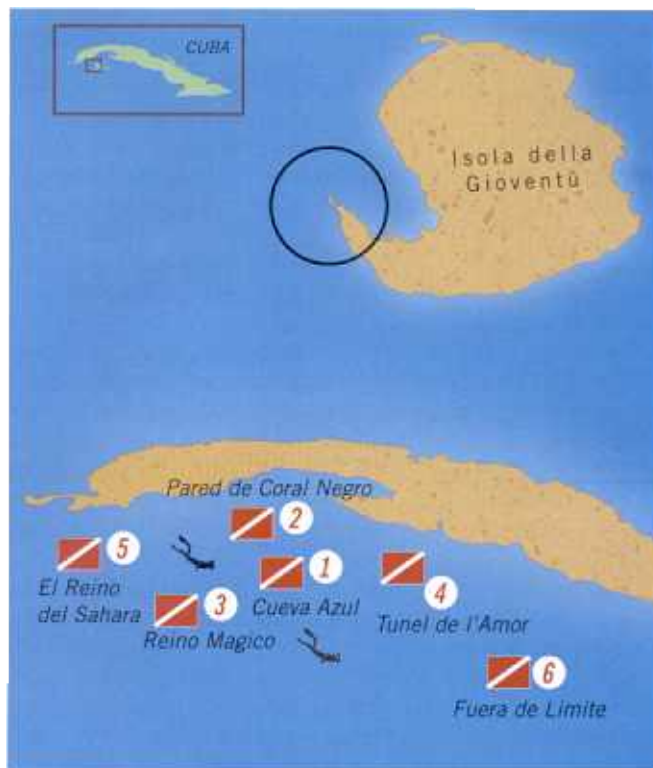 CUBA
Isola della
Gioventû
Pared de Coral Negro
2
5
1
El Reino
del Sahara
3
Cueva Azul
4
Reino Magico
Tunel de l'Amor
6
Fuera de Limite